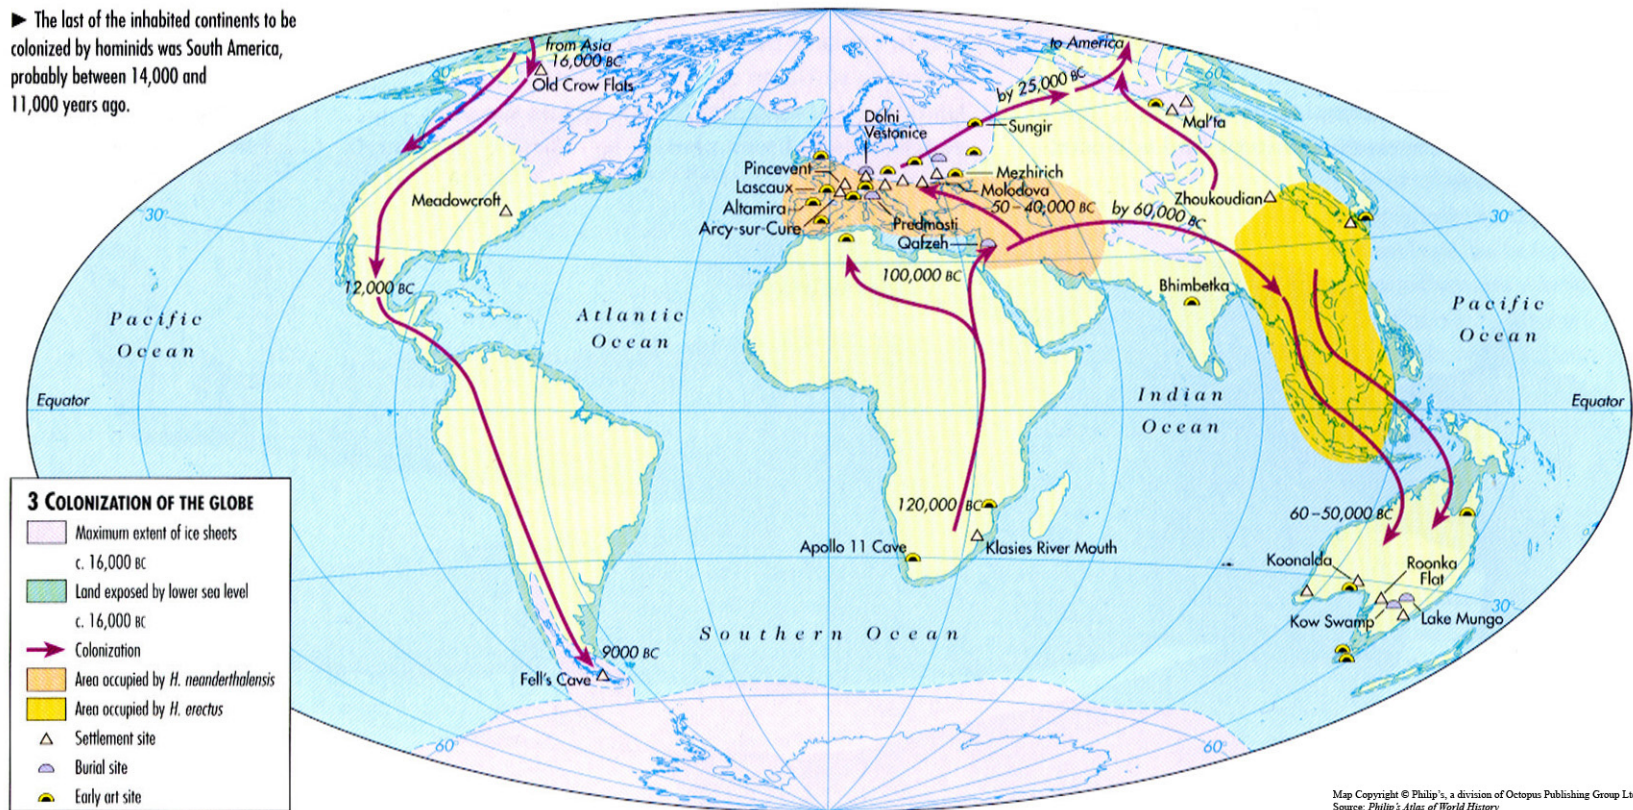 ► The last of the inhabited continents to be
colonized by hominids was South America,
probably between 14,000 and
11,000 years ago.
from Asia
16,000 BC
Old Crow Flats
60°
to America
60°
by 25,000 BC
Dolni
Vestonice
Sungir
Mal'ta
Pincevent
Mezhirich
Lascaux
Molodova
Meadowcroft
Altamira
50–40,000 BC
Zhoukoudian
by 60,000 BC
30°
30°
Arcy-sur-Cure
Predmosti
Qafzeh
100,000 BC
12,000 BC
Bhimbetka
Pacific
Ocean
Atlantic
Ocean
Pacific
Ocean
Equator
Indian
Ocean
Equator
3 COLONIZATION OF THE GLOBE
Maximum extent of ice sheets
c. 16,000 BC
Land exposed by lower sea level
c. 16,000 BC
Colonization
Area occupied by H. neanderthalensis
Area occupied by H. erectus
Settlement site
Burial site
Early art site
120,000 BC
60–50,000 BC
Apollo 11 Cave
Klasies River Mouth
Koonalda
Roonka
Flat
30°
Kow Swamp
Lake Mungo
Southern Ocean
9000 BC
Fell's Cave
60°
60°
Map Copyright © Philip's, a division of Octopus Publishing Group
Source: Philip's Atlas of World History